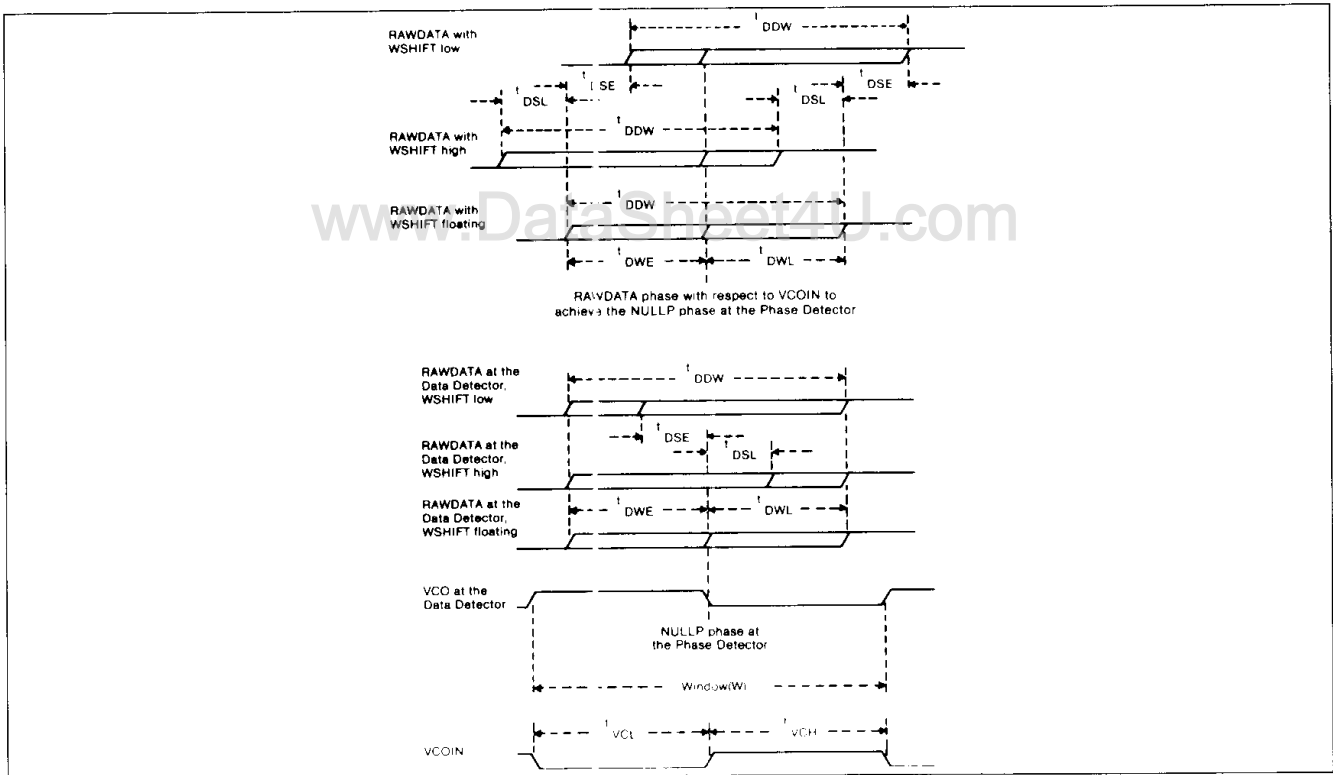 t DDW
RAWDATA with
WSHIFT low
t DSE
t DSE
t DSL
t DSL
t DDW
RAWDATA with
WSHIFT high
www.DataSheet4U.com
t DDW
RAWDATA with
WSHIFT floating
t DWE
t DWL
RAWDATA phase with respect to VCOIN to
achieve the NULLP phase at the Phase Detector
RAWDATA at the
Data Detector,
WSHIFT low
t DDW
t DSE
t DSL
RAWDATA at the
Data Detector,
WSHIFT high
RAWDATA at the
Data Detector,
WSHIFT floating
t DWE
t DWL
VCO at the
Data Detector
NULLP phase at
the Phase Detector
Window(W)
t VCL
t VCH
VCOIN